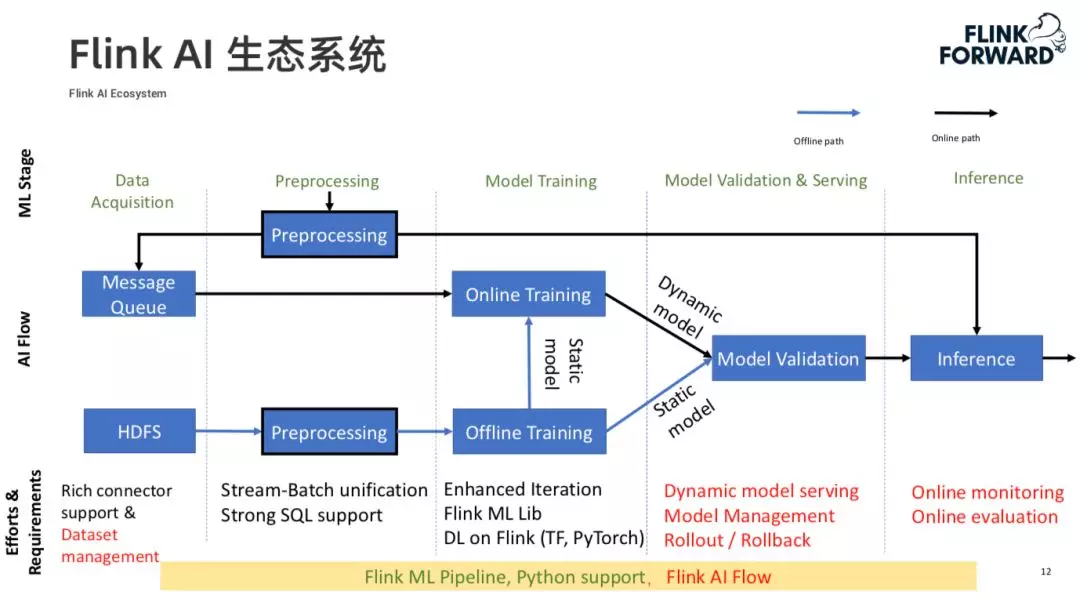 Flink AI 生态系统
Flink AI Ecosystem
FLINK
FORWARD
Offline path
Online path
ML Stage
Data
Acquisition
Preprocessing
Model Training
Model Validation & Serving
Inference
AI Flow
Preprocessing
Message
Queue
Online Training
Dynamic
model
Static
model
Model Validation
Inference
HDFS
Preprocessing
Offline Training
Static
model
Efforts &
Requirements
Rich connector
support &
Dataset
management
Stream-Batch unification
Strong SQL support
Enhanced Iteration
Flink ML Lib
DL on Flink (TF, PyTorch)
Dynamic model serving
Model Management
Rollout / Rollback
Online monitoring
Online evaluation
Flink ML Pipeline, Python support, Flink AI Flow
12